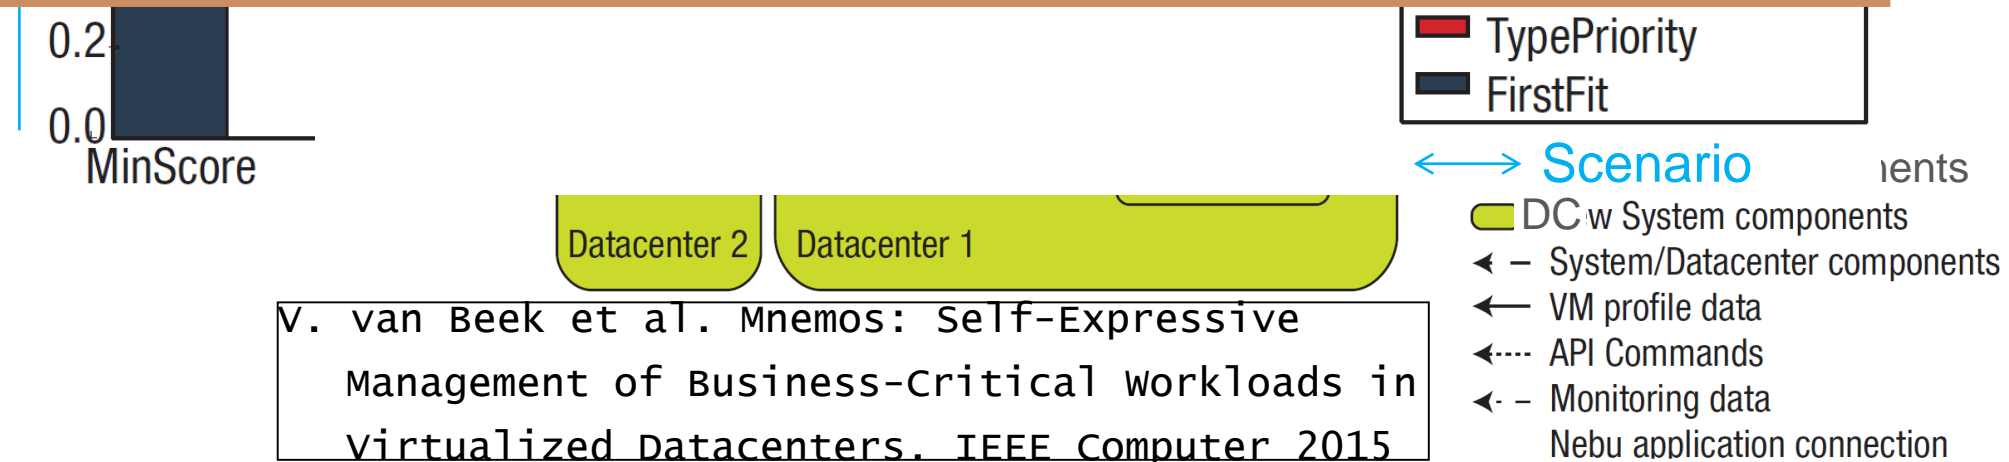 0.2
0.0
MinScore
TypePriority
FirstFit
Scenario
Datacenter 2
Datacenter 1
DC
System components
System/Datacenter components
VM profile data
API Commands
Monitoring data
Nebu application connection
V. van Beek et al. Mnemos: Self-Expressive
Management of Business-Critical Workloads in
Virtualized Datacenters. IEEE Computer 2015